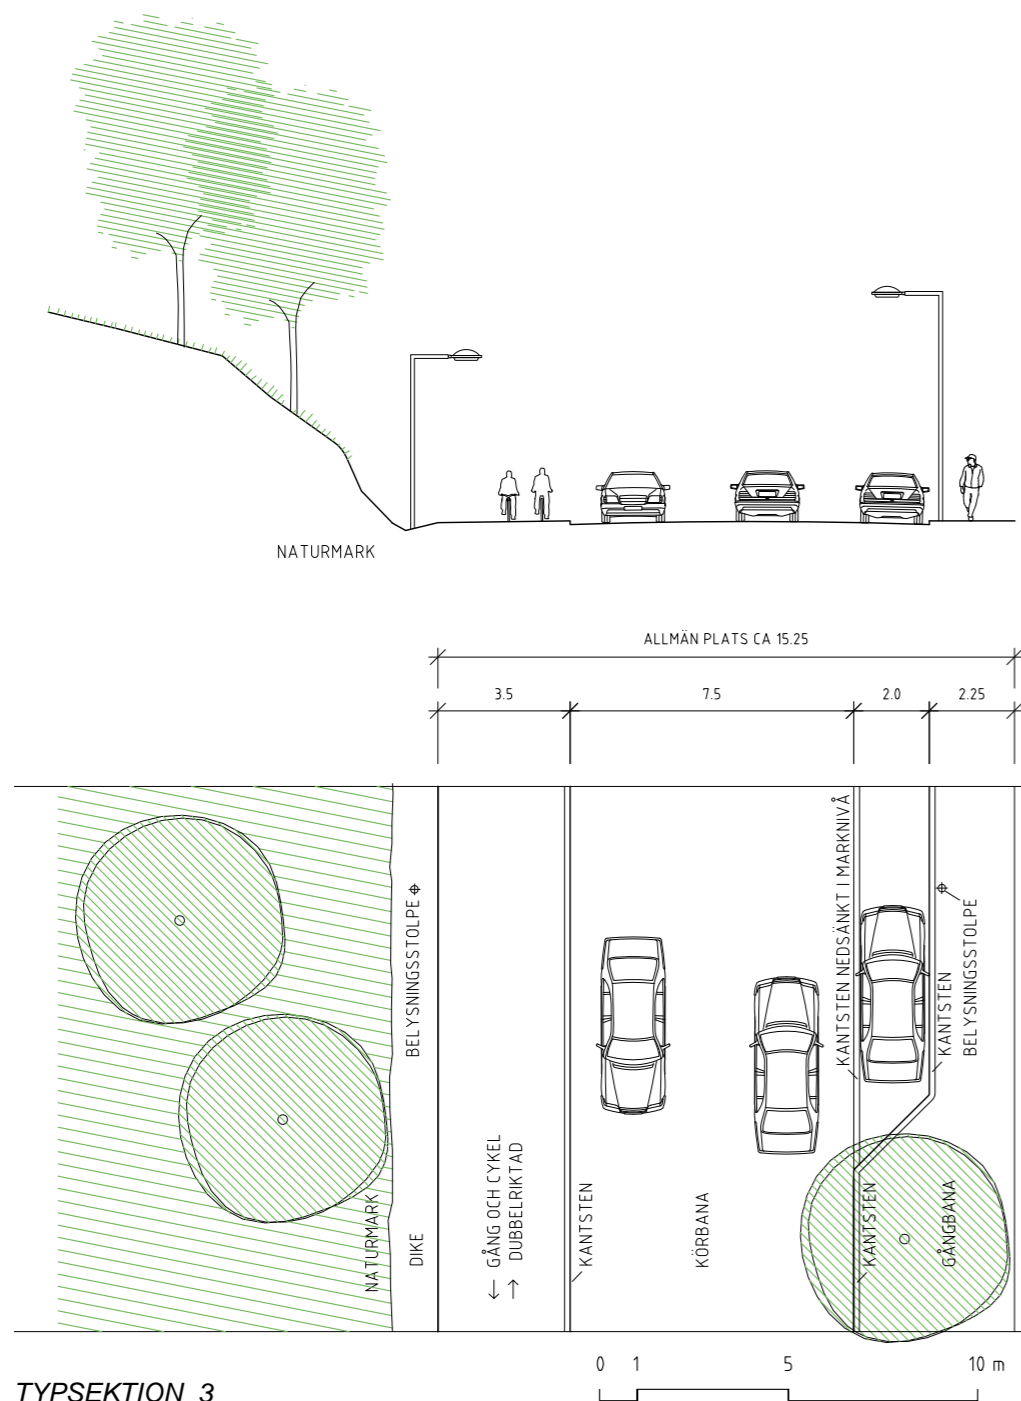 NATURMARK
ALLMÄN PLATS CA 15.25
3.5
7.5
2.0
2.25
NATURMARK
DIKE
BELYSNINGSSTOLPE
← GÅNG OCH CYKEL
→ DUBBELRIKTAD
KANTSTEN
KÖRBANA
KANTSTEN NEDSÄNKT I MARKNIVÅ
KANTSTEN
KANTSTEN
GÅNGBANA
BELYSNINGSSTOLPE
0 1 5 10 m
TYPSEKTION 3